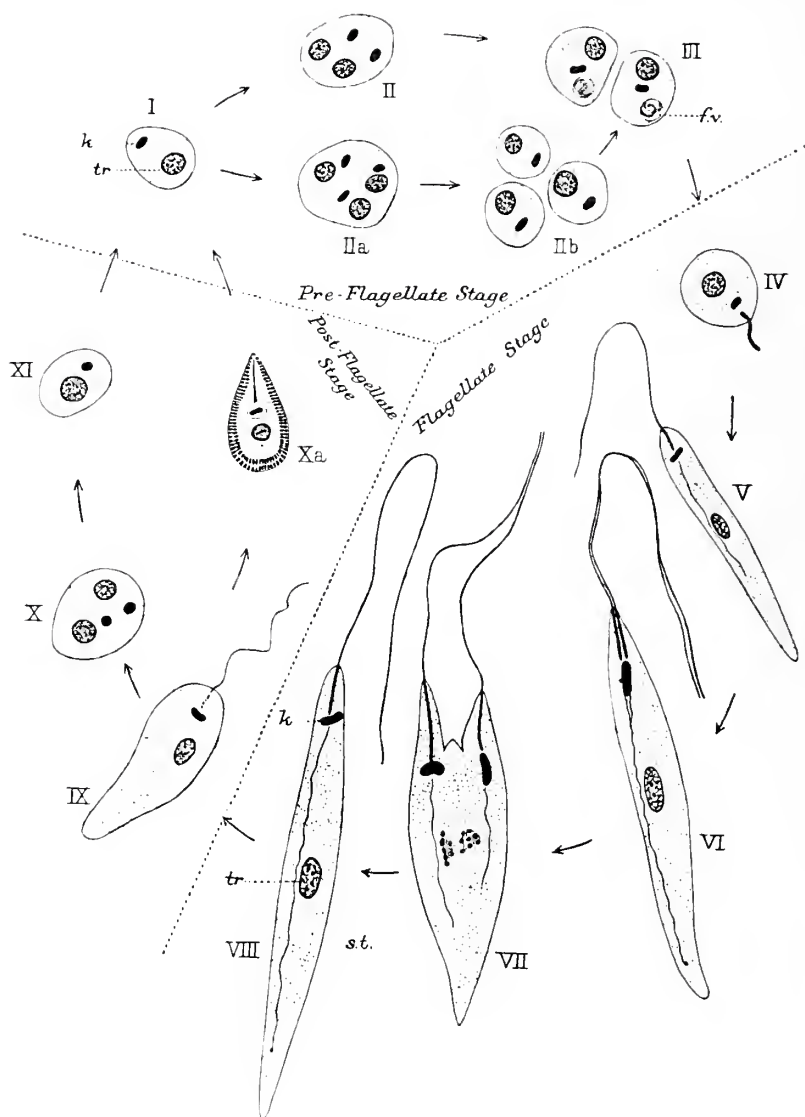 I
II
III
k
tr
f.v.
IIa
IIb
Pre-Flagellate Stage
Post Flagellate
Stage
Flagellate Stage
IV
XI
Xa
V
X
k
IX
VI
tr
VIII
s.t.
VII